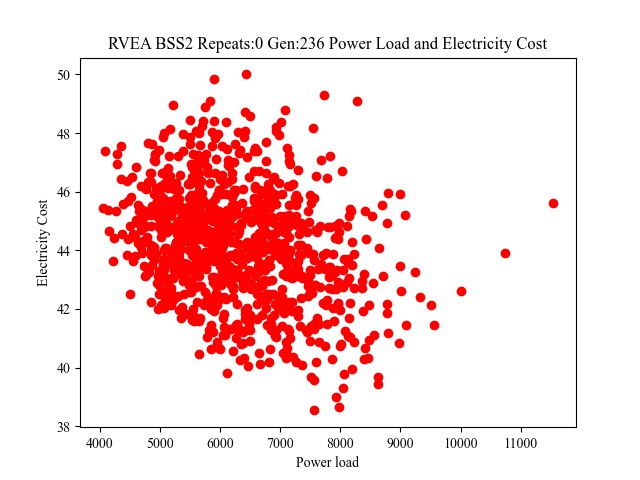 RVEA BSS2 Repeats:0 Gen:236 Power Load and Electricity Cost
50
48
46
44
42
40
38
Electricity Cost
4000 5000 6000 7000 8000 9000 10000 11000
Power load